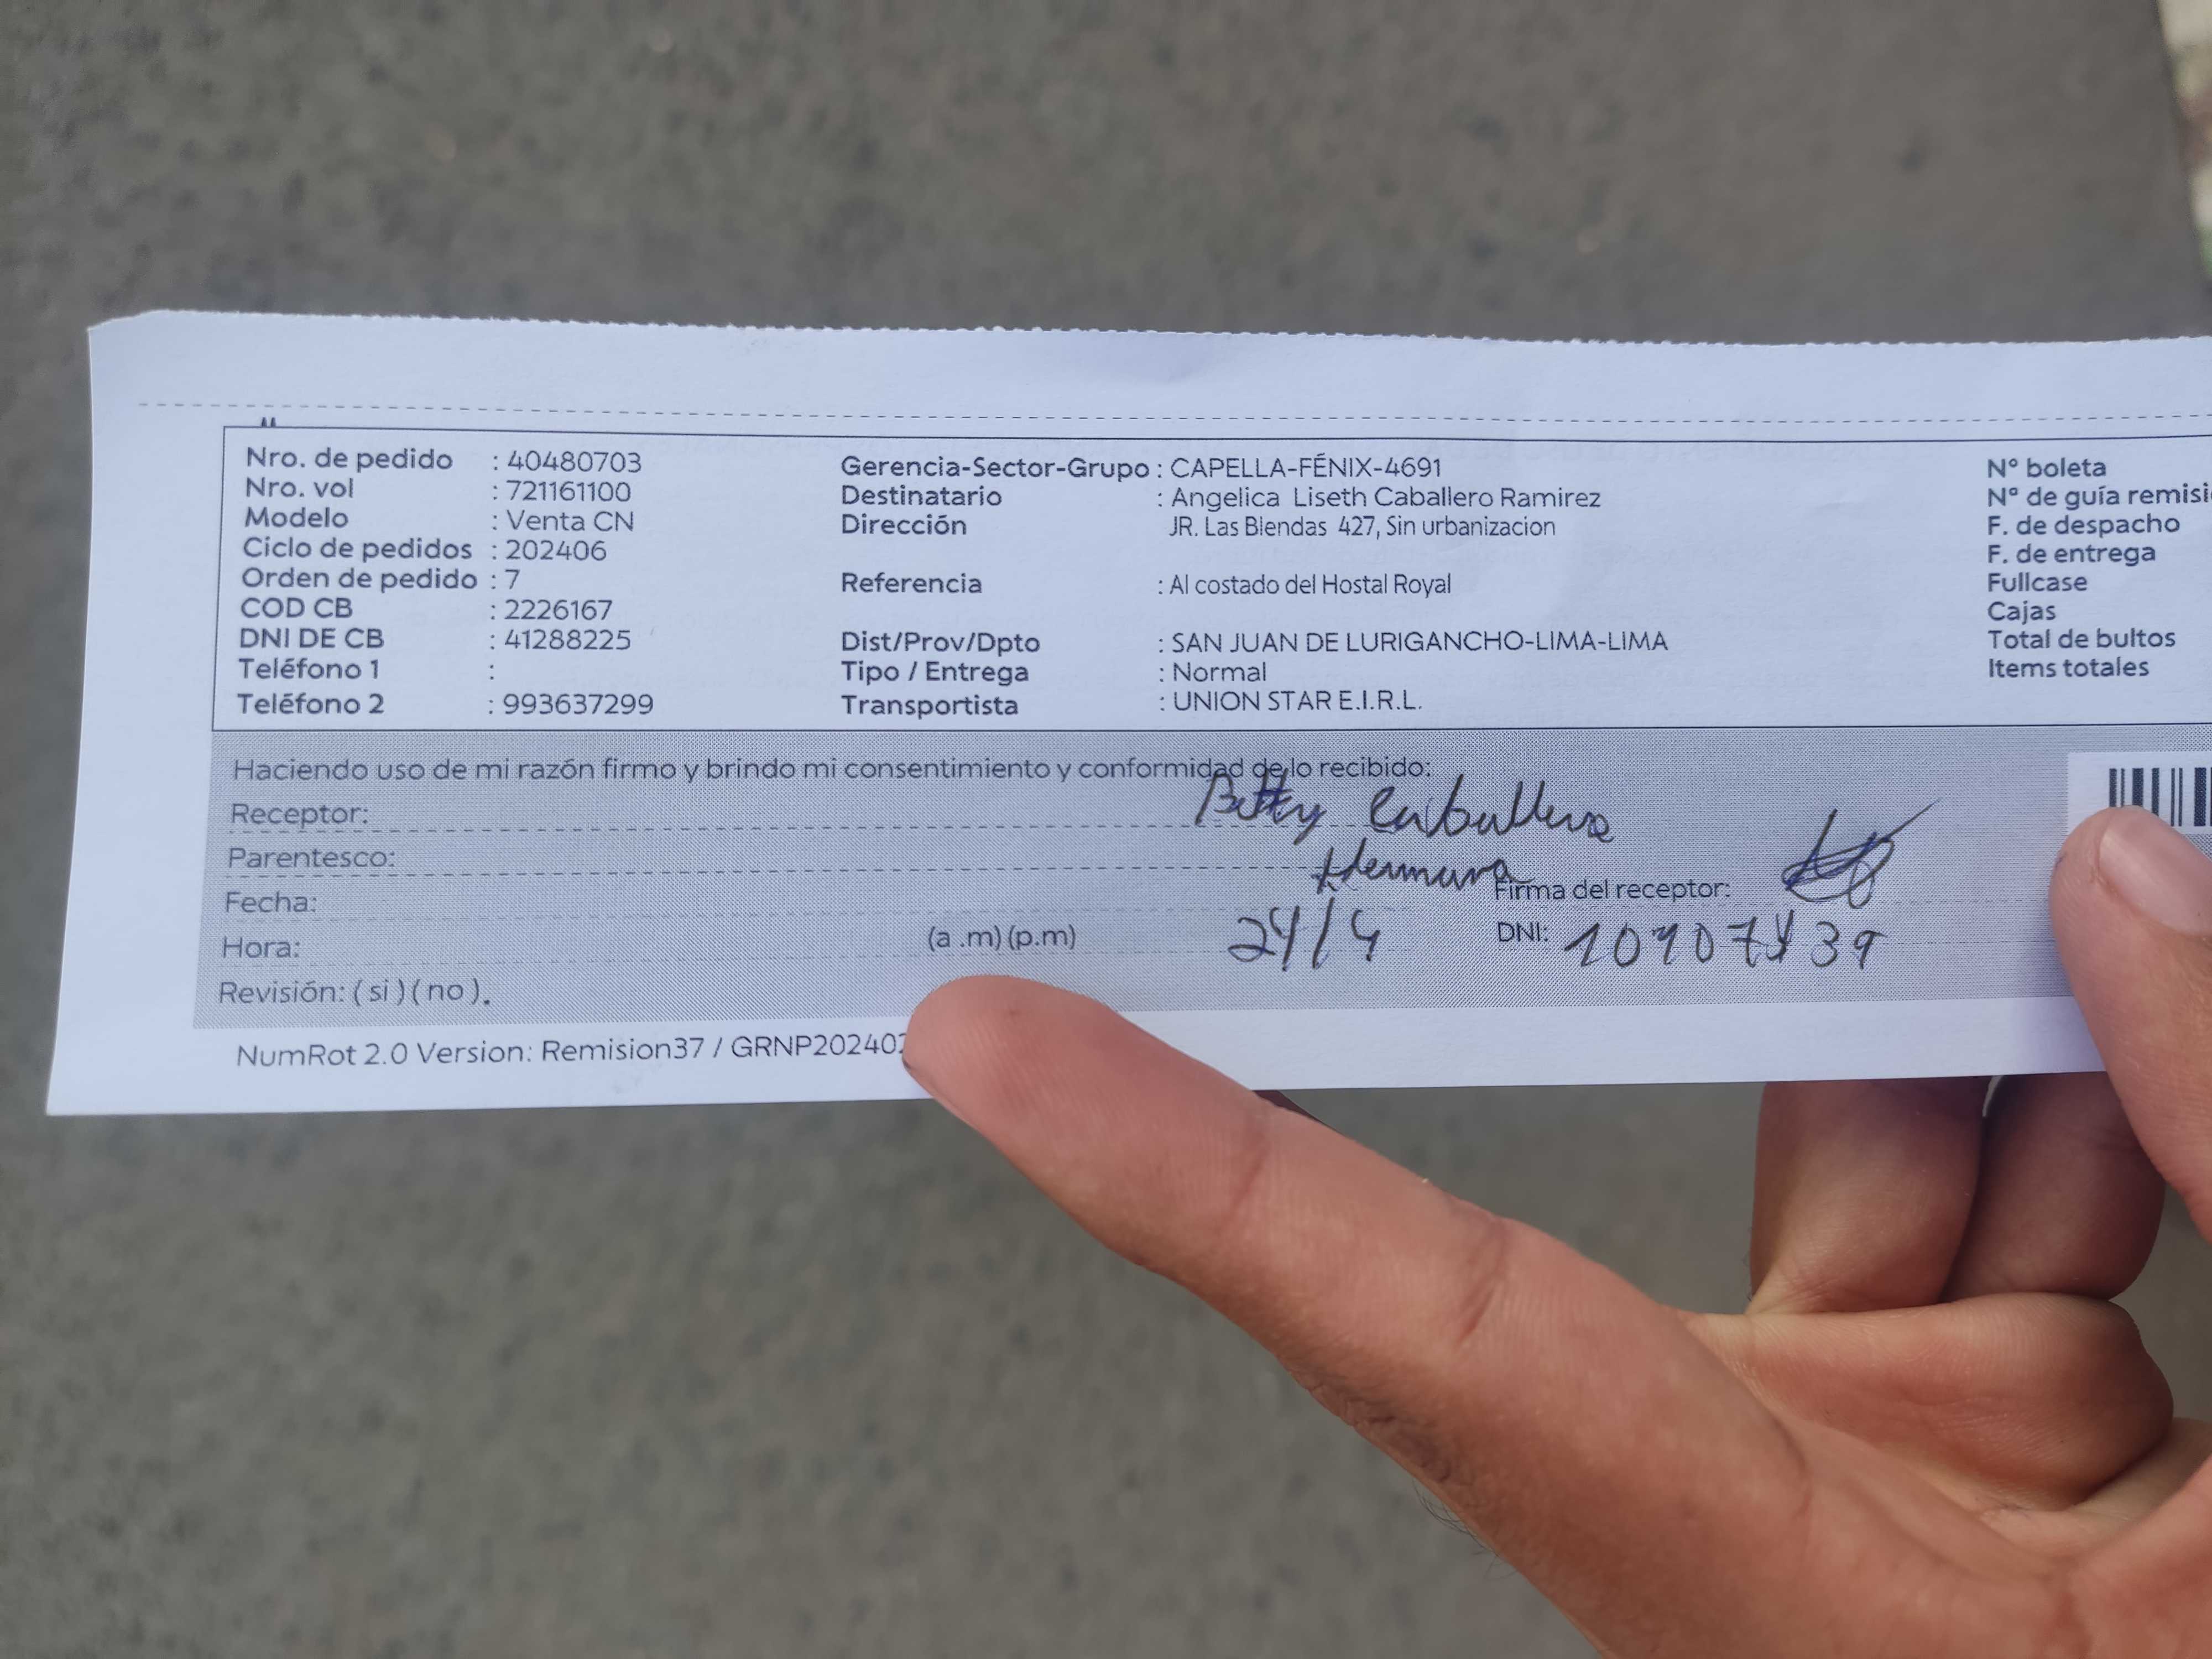 Nro. de pedido : 40480703
Nro. vol : 721161100
Modelo : Venta CN
Ciclo de pedidos : 202406
Orden de pedido : 7
COD CB : 2226167
DNI DE CB : 41288225
Teléfono 1 :
Teléfono 2 : 993637299
Gerencia-Sector-Grupo : CAPELLA-FÉNIX-4691
Destinatario : Angelica Liseth Caballero Ramirez
Dirección JR. Las Blendas 427, Sin urbanizacion
Referencia : Al costado del Hostal Royal
Dist/Prov/Dpto : SAN JUAN DE LURIGANCHO-LIMA-LIMA
Tipo / Entrega : Normal
Transportista : UNION STAR E.I.R.L.
N° boleta
N° de guía remisi
F. de despacho
F. de entrega
Fullcase
Cajas
Total de bultos
Items totales
Haciendo uso de mi razón firmo y brindo mi consentimiento y conformidad de lo recibido:
Receptor: Betty Caballero
Parentesco: Hermana
Fecha: 24/4
Firma del receptor:
Hora: (a .m) (p.m)
DNI:
Revisión: ( si ) ( no ).
NumRot 2.0 Version: Remision37 / GRNP20240